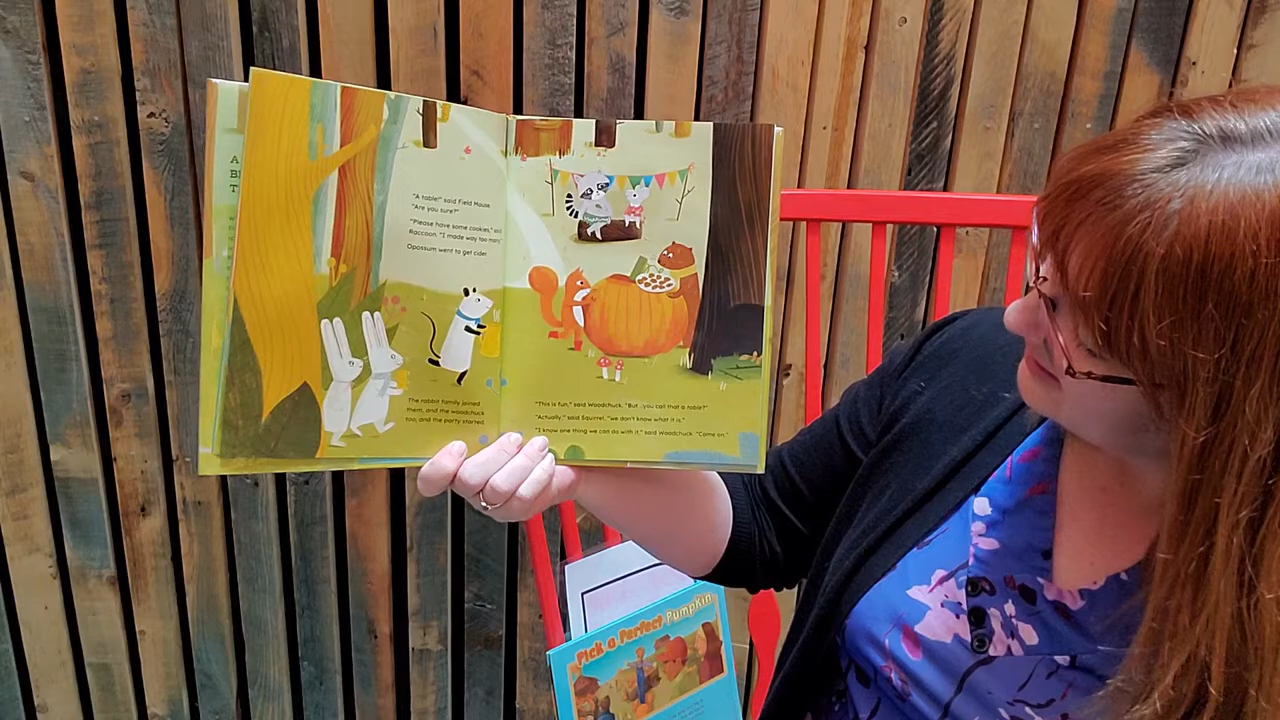 A
B
T
"A table!" said Field Mouse.
"Are you sure?"
"Please have some cookies," said
Raccoon. "I made way too many."
Opossum went to get cider.
The rabbit family joined
them, and the woodchuck
too, and the party started.
"This is fun," said Woodchuck. "But...you call that a table?"
"Actually," said Squirrel, "we don't know what it is."
"I know one thing we can do with it," said Woodchuck. "Come on."
Pick a Perfect Pumpkin